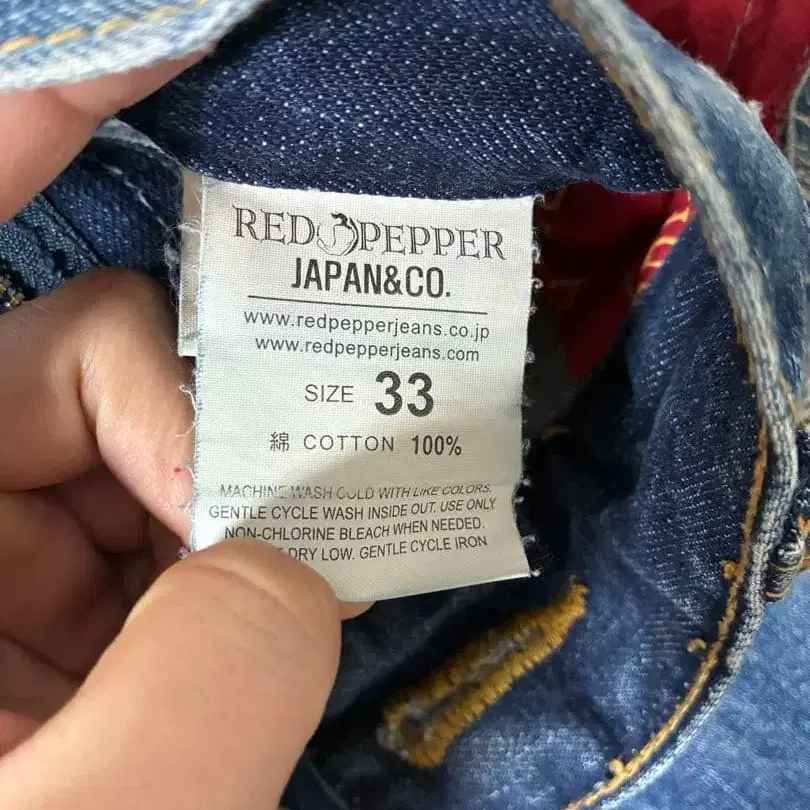 RED PEPPER
JAPAN&CO.
www.redpepperjeans.co.jp
www.redpepperjeans.com
SIZE 33
綿 COTTON 100%
MACHINE WASH COLD WITH LIKE COLORS.
GENTLE CYCLE WASH INSIDE OUT. USE ONLY
NON-CHLORINE BLEACH WHEN NEEDED.
DRY LOW. GENTLE CYCLE IRON